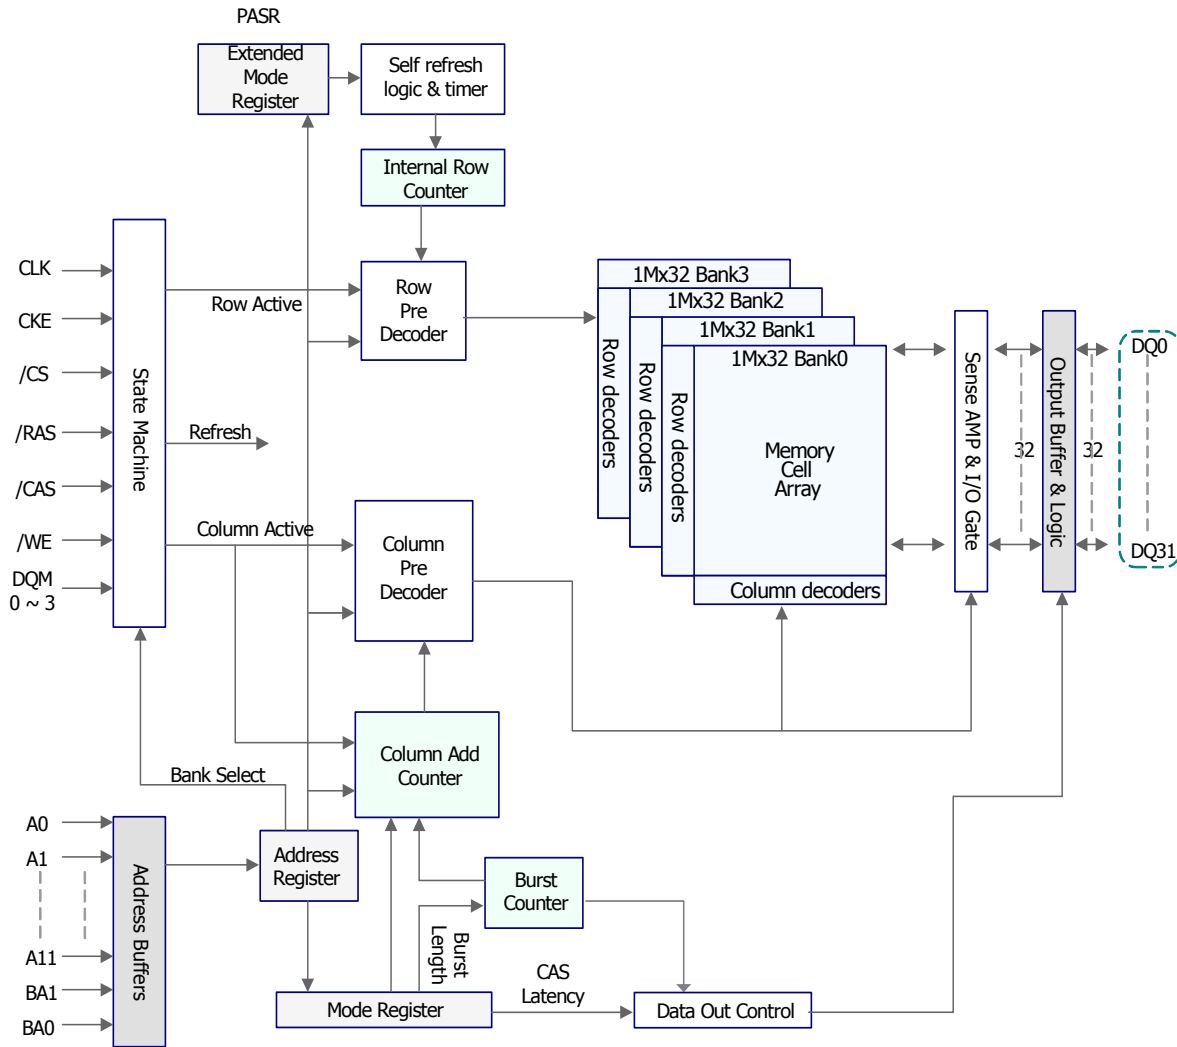 PASR
Extended
Mode
Register
Self refresh
logic & timer
Internal Row
Counter
CLK
CKE
/CS
/RAS
/CAS
/WE
DQM
0 ~ 3
State Machine
Row Active
Refresh
Column Active
Row
Pre
Decoder
Column
Pre
Decoder
1Mx32 Bank3
1Mx32 Bank2
1Mx32 Bank1
1Mx32 Bank0
Row decoders
Row decoders
Row decoders
Memory
Cell
Array
Column decoders
Sense AMP & I/O Gate
32
Output Buffer & Logic
32
DQ0
DQ31
Bank Select
Column Add
Counter
A0
A1
A11
BA1
BA0
Address Buffers
Address
Register
Burst
Counter
Burst
Length
Mode Register
CAS
Latency
Data Out Control